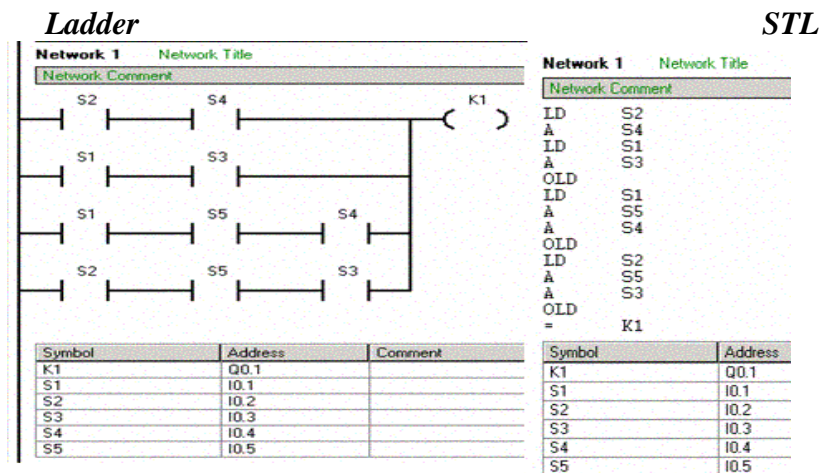 Ladder
STL
Network 1 Network Title
Network Comment
S2 S4 K1
S1 S3
S1 S5 S4
S2 S5 S3
Symbol Address Comment
K1 Q0.1
S1 I0.1
S2 I0.2
S3 I0.3
S4 I0.4
S5 I0.5
Network 1 Network Title
Network Comment
LD S2
A S4
LD S1
A S3
OLD
LD S1
A S5
A S4
OLD
LD S2
A S5
A S3
OLD
= K1
Symbol Address
K1 Q0.1
S1 I0.1
S2 I0.2
S3 I0.3
S4 I0.4
S5 I0.5